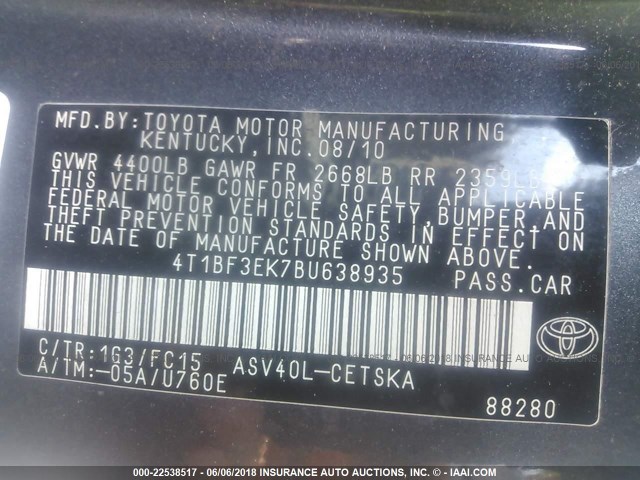 MFD.BY:TOYOTA MOTOR MANUFACTURING
KENTUCKY, INC. 08/10
GVWR 4400LB GAWR FR 2668LB RR 2359LB
THIS VEHICLE CONFORMS TO ALL APPLICABLE
FEDERAL MOTOR VEHICLE SAFETY, BUMPER AND
THEFT PREVENTION STANDARDS IN EFFECT ON
THE DATE OF MANUFACTURE SHOWN ABOVE.
4T1BF3EK7BU638935 PASS.CAR
C/TR:1G3/FC15 ASV40L-CETSKA
A/TM:-05A/U760E
88280
000-22538517 - 06/06/2018 INSURANCE AUTO AUCTIONS, INC. - IAAI.COM